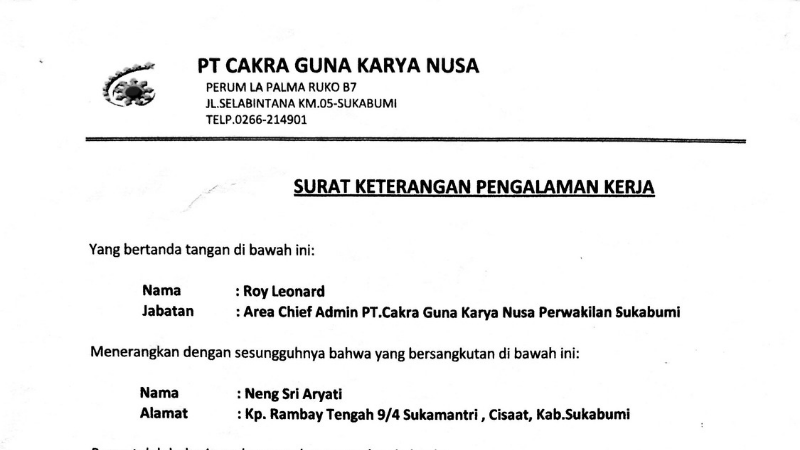 PT CAKRA GUNA KARYA NUSA
PERUM LA PALMA RUKO B7
JL.SELABINTANA KM.05-SUKABUMI
TELP.0266-214901
SURAT KETERANGAN PENGALAMAN KERJA
Yang bertanda tangan di bawah ini:
Nama : Roy Leonard
Jabatan : Area Chief Admin PT.Cakra Guna Karya Nusa Perwakilan Sukabumi
Menerangkan dengan sesungguhnya bahwa yang bersangkutan di bawah ini:
Nama : Neng Sri Aryati
Alamat : Kp. Rambay Tengah 9/4 Sukamantri , Cisaat, Kab.Sukabumi